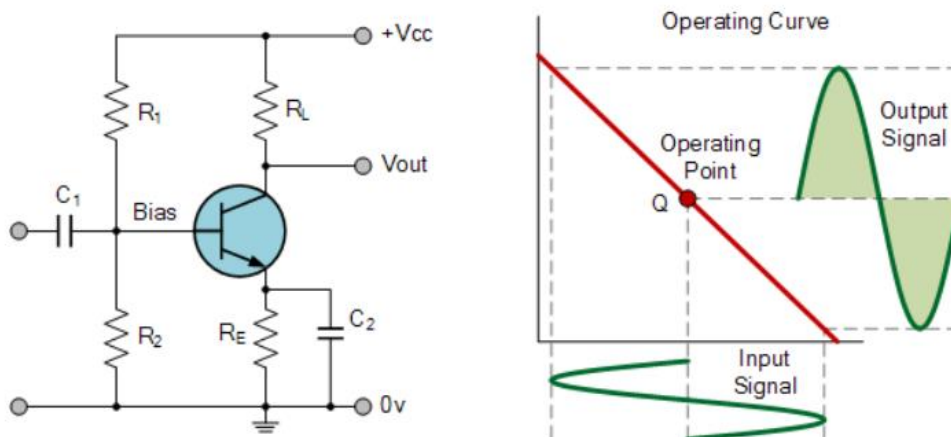 +Vcc
R1
RL
Vout
C1
Bias
R2
RE
C2
0v
Operating Curve
Output
Signal
Operating
Point
Q
Input
Signal